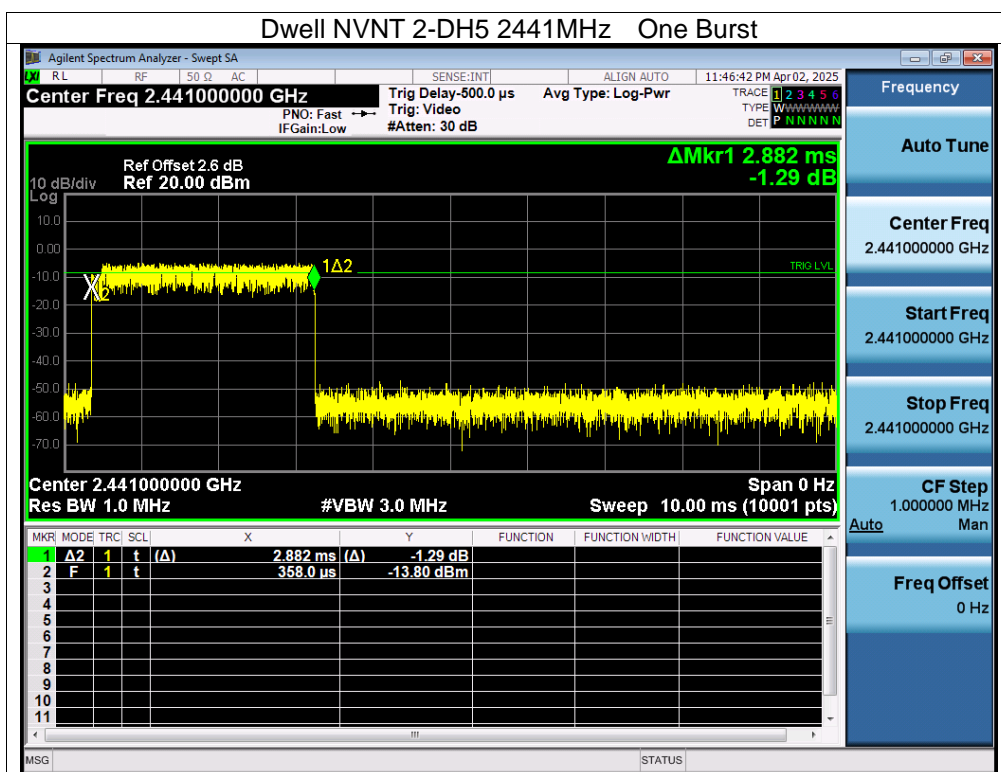 Dwell NVNT 2-DH5 2441MHz One Burst
Agilent Spectrum Analyzer - Swept SA
LXI RL RF 50 Ω AC SENSE:INT ALIGN AUTO 11:46:42 PM Apr 02, 2025
Center Freq 2.441000000 GHz
PNO: Fast
IFGain:Low
Trig Delay-500.0 µs
Trig: Video
#Atten: 30 dB
Avg Type: Log-Pwr
TRACE 1 2 3 4 5 6
TYPE WWWWWWW
DET P NNNNN
Frequency
ΔMkr1 2.882 ms
-1.29 dB
Ref Offset 2.6 dB
10 dB/div Ref 20.00 dBm
Log
10.0
0.00
-10.0
-20.0
-30.0
-40.0
-50.0
-60.0
-70.0
1Δ2
TRIG LVL
X2
Center 2.441000000 GHz Span 0 Hz
Res BW 1.0 MHz #VBW 3.0 MHz Sweep 10.00 ms (10001 pts)
MKR MODE TRC SCL X Y FUNCTION FUNCTION WIDTH FUNCTION VALUE
1 Δ2 1 t (Δ) 2.882 ms (Δ) -1.29 dB
2 F 1 t 358.0 µs -13.80 dBm
3
4
5
6
7
8
9
10
11
MSG STATUS
Auto Tune
Center Freq
2.441000000 GHz
Start Freq
2.441000000 GHz
Stop Freq
2.441000000 GHz
CF Step
1.000000 MHz
Auto Man
Freq Offset
0 Hz